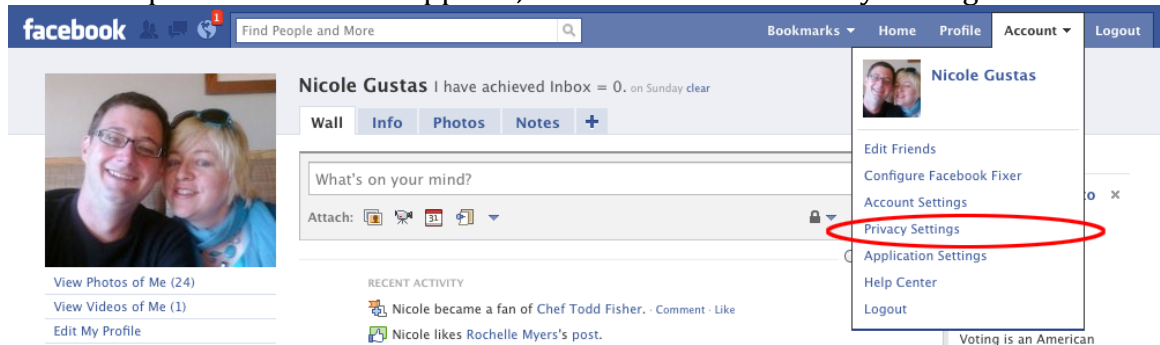 facebook 1 Find People and More Bookmarks Home Profile Account Logout
Nicole Gustas
Nicole Gustas I have achieved Inbox = 0. on Sunday clear
Wall Info Photos Notes +
What's on your mind?
Attach: 31
Edit Friends
Configure Facebook Fixer
Account Settings
Privacy Settings
Application Settings
Help Center
Logout
View Photos of Me (24)
View Videos of Me (1)
Edit My Profile
RECENT ACTIVITY
Nicole became a fan of Chef Todd Fisher. · Comment · Like
Nicole likes Rochelle Myers's post.
Voting is an American